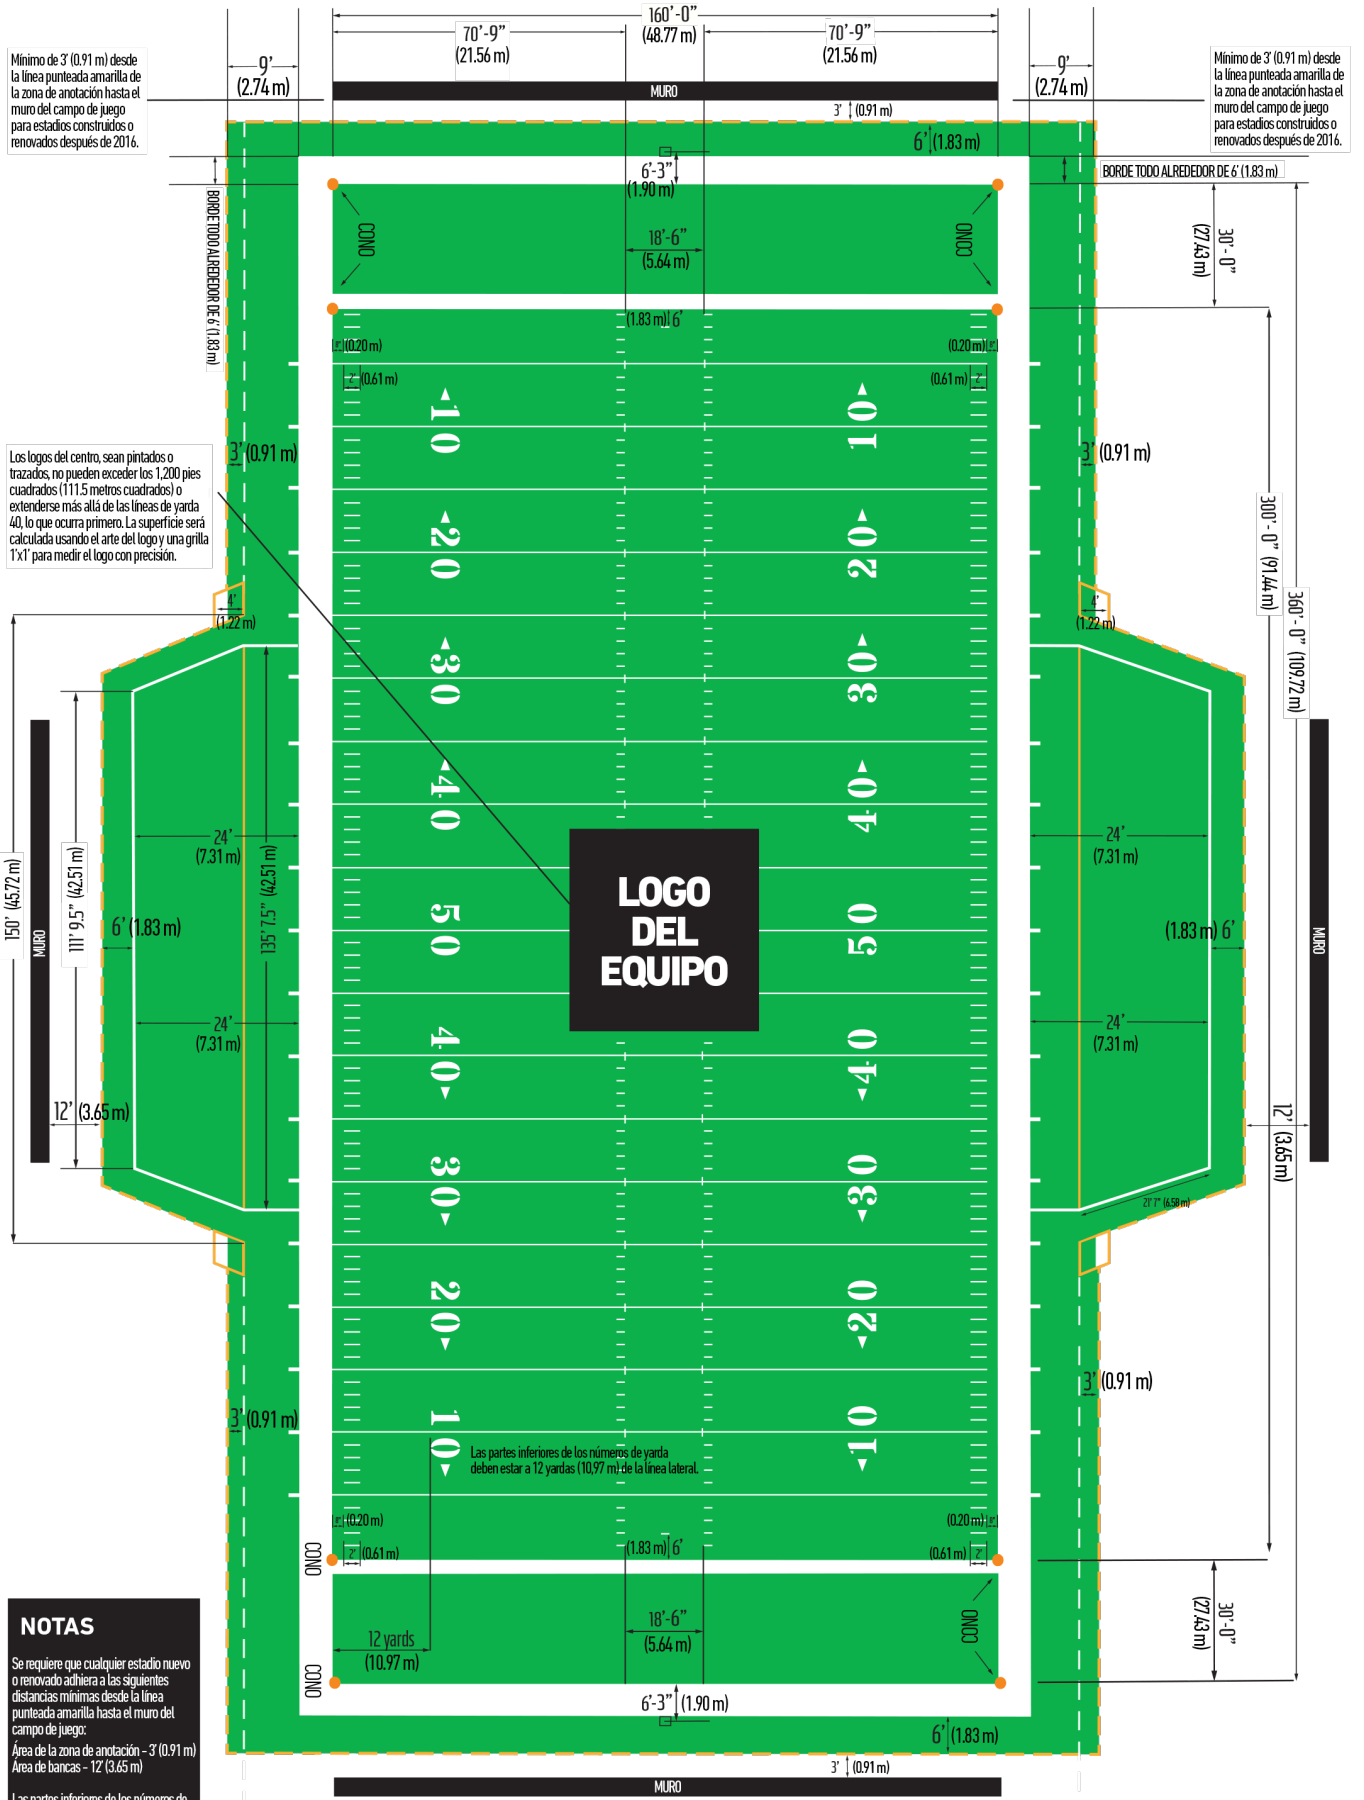 160'-0"
(48.77 m)
70'-9"
(21.56 m)
70'-9"
(21.56 m)
9'
(2.74 m)
9'
(2.74 m)
Mínimo de 3' (0.91 m) desde
la línea punteada amarilla de
la zona de anotación hasta el
muro del campo de juego
para estadios construidos o
renovados después de 2016.
Mínimo de 3' (0.91 m) desde
la línea punteada amarilla de
la zona de anotación hasta el
muro del campo de juego
para estadios construidos o
renovados después de 2016.
MURO
3' (0.91 m)
6' (1.83 m)
6'-3"
(1.90 m)
BORDE TODO ALREDEDOR DE 6' (1.83 m)
BORDE TODO ALREDEDOR DE 6' (1.83 m)
CONO
CONO
18'-6"
(5.64 m)
30'-0"
(27.43 m)
(1.83 m) 6'
8" (0.20 m)
(0.20 m) 8"
2' (0.61 m)
(0.61 m) 2'
10
10
3' (0.91 m)
3' (0.91 m)
Los logos del centro, sean pintados o
trazados, no pueden exceder los 1,200 pies
cuadrados (111.5 metros cuadrados) o
extenderse más allá de las líneas de yarda
40, lo que ocurra primero. La superficie será
calculada usando el arte del logo y una grilla
1'x1' para medir el logo con precisión.
300'-0" (91.44 m)
360'-0" (109.72 m)
20
20
4'
(1.22 m)
4'
(1.22 m)
30
30
40
40
24'
(7.31 m)
24'
(7.31 m)
150' (45.72 m)
MURO
111' 9.5" (42.51 m)
6' (1.83 m)
135' 7.5" (42.51 m)
50
LOGO
DEL
EQUIPO
50
(1.83 m) 6'
MURO
24'
(7.31 m)
24'
(7.31 m)
40
40
12' (3.65 m)
12' (3.65 m)
30
30
21' 7" (6.58 m)
20
20
3' (0.91 m)
3' (0.91 m)
10
10
Las partes inferiores de los números de yarda
deben estar a 12 yardas (10,97 m) de la línea lateral.
8" (0.20 m)
(0.20 m) 8"
CONO
2' (0.61 m)
(1.83 m) 6'
(0.61 m) 2'
18'-6"
(5.64 m)
12 yards
(10.97 m)
CONO
CONO
30'-0"
(27.43 m)
6'-3" (1.90 m)
6' (1.83 m)
3' (0.91 m)
MURO
NOTAS
Se requiere que cualquier estadio nuevo
o renovado adhiera a las siguientes
distancias mínimas desde la línea
punteada amarilla hasta el muro del
campo de juego:
Área de la zona de anotación - 3' (0.91 m)
Área de bancas - 12' (3.65 m)
Las partes inferiores de los números de